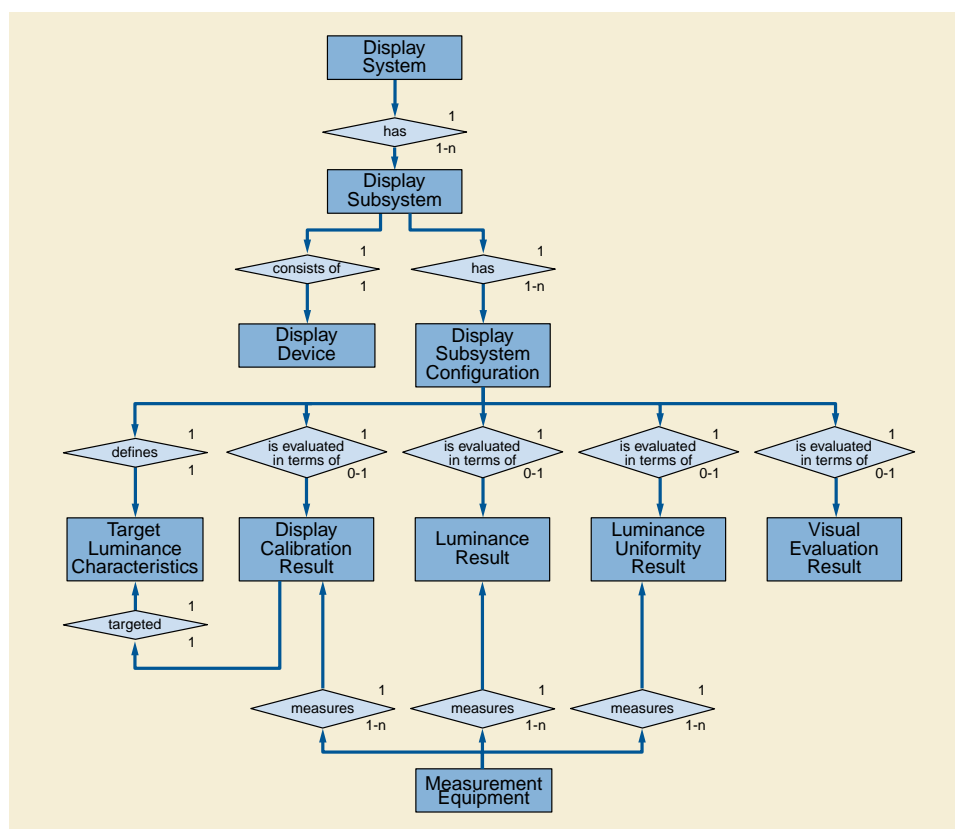 Display
System
1
has
1-n
Display
Subsystem
1
consists of
1
1
has
1-n
Display
Device
Display
Subsystem
Configuration
1
defines
1
1
is evaluated
in terms of
0-1
1
is evaluated
in terms of
0-1
1
is evaluated
in terms of
0-1
1
is evaluated
in terms of
0-1
Target
Luminance
Characteristics
Display
Calibration
Result
Luminance
Result
Luminance
Uniformity
Result
Visual
Evaluation
Result
1
targeted
1
1
measures
1-n
1
measures
1-n
1
measures
1-n
Measurement
Equipment